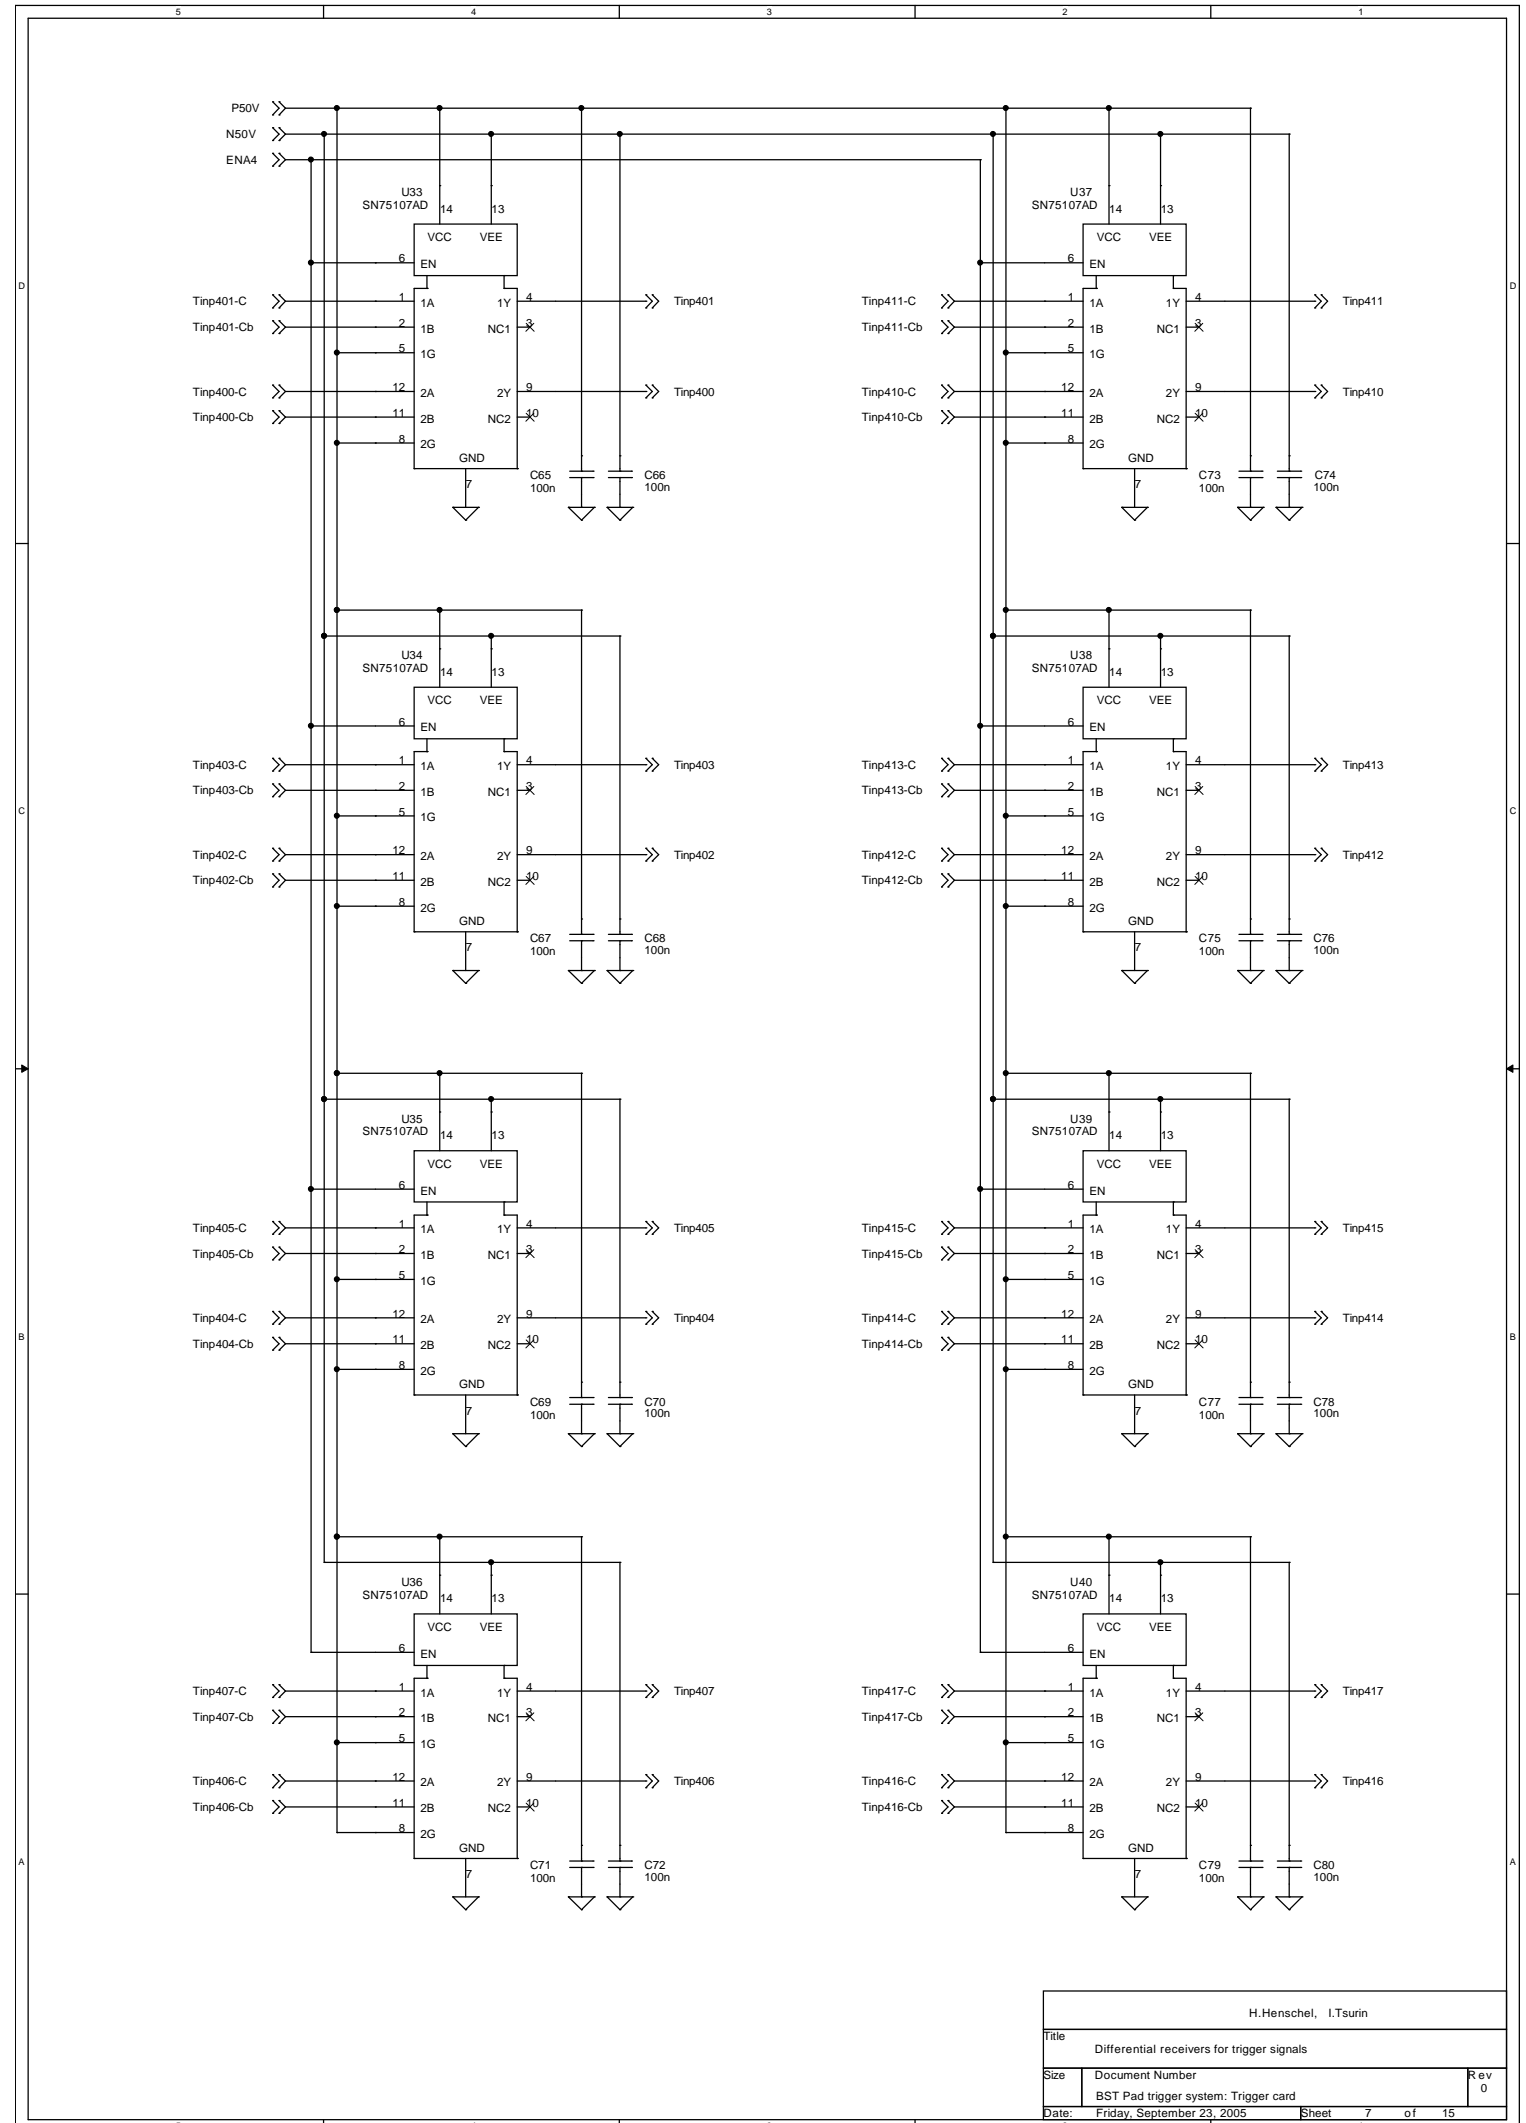 5 4 3 2 1
P50V
N50V
ENA4
U33
SN75107AD
14 13
VCC VEE
6 EN
Tinp401-C 1 1A 1Y 4 Tinp401
Tinp401-Cb 2 1B NC1 3
5 1G
Tinp400-C 12 2A 2Y 9 Tinp400
Tinp400-Cb 11 2B NC2 10
8 2G
GND
7
C65
100n
C66
100n
U37
SN75107AD
14 13
VCC VEE
6 EN
D D
Tinp411-C 1 1A 1Y 4 Tinp411
Tinp411-Cb 2 1B NC1 3
5 1G
Tinp410-C 12 2A 2Y 9 Tinp410
Tinp410-Cb 11 2B NC2 10
8 2G
GND
7
C73
100n
C74
100n
U34
SN75107AD
14 13
VCC VEE
6 EN
Tinp403-C 1 1A 1Y 4 Tinp403
Tinp403-Cb 2 1B NC1 3
5 1G
Tinp402-C 12 2A 2Y 9 Tinp402
Tinp402-Cb 11 2B NC2 10
8 2G
GND
7
C67
100n
C68
100n
U38
SN75107AD
14 13
VCC VEE
6 EN
C C
Tinp413-C 1 1A 1Y 4 Tinp413
Tinp413-Cb 2 1B NC1 3
5 1G
Tinp412-C 12 2A 2Y 9 Tinp412
Tinp412-Cb 11 2B NC2 10
8 2G
GND
7
C75
100n
C76
100n
U35
SN75107AD
14 13
VCC VEE
6 EN
Tinp405-C 1 1A 1Y 4 Tinp405
Tinp405-Cb 2 1B NC1 3
5 1G
Tinp404-C 12 2A 2Y 9 Tinp404
Tinp404-Cb 11 2B NC2 10
8 2G
GND
7
C69
100n
C70
100n
U39
SN75107AD
14 13
VCC VEE
6 EN
B B
Tinp415-C 1 1A 1Y 4 Tinp415
Tinp415-Cb 2 1B NC1 3
5 1G
Tinp414-C 12 2A 2Y 9 Tinp414
Tinp414-Cb 11 2B NC2 10
8 2G
GND
7
C77
100n
C78
100n
U36
SN75107AD
14 13
VCC VEE
6 EN
Tinp407-C 1 1A 1Y 4 Tinp407
Tinp407-Cb 2 1B NC1 3
5 1G
Tinp406-C 12 2A 2Y 9 Tinp406
Tinp406-Cb 11 2B NC2 10
8 2G
GND
7
C71
100n
C72
100n
U40
SN75107AD
14 13
VCC VEE
6 EN
A A
Tinp417-C 1 1A 1Y 4 Tinp417
Tinp417-Cb 2 1B NC1 3
5 1G
Tinp416-C 12 2A 2Y 9 Tinp416
Tinp416-Cb 11 2B NC2 10
8 2G
GND
7
C79
100n
C80
100n
H.Henschel, I.Tsurin
Title
Differential receivers for trigger signals
Size Document Number Rev
BST Pad trigger system: Trigger card 0
Date: Friday, September 23, 2005 Sheet 7 of 15